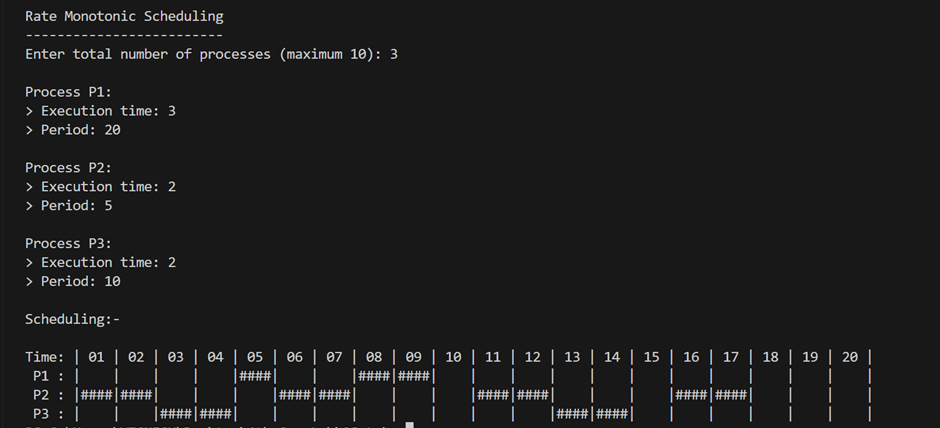 Rate Monotonic Scheduling
-------------------------
Enter total number of processes (maximum 10): 3
Process P1:
> Execution time: 3
> Period: 20
Process P2:
> Execution time: 2
> Period: 5
Process P3:
> Execution time: 2
> Period: 10
Scheduling:-
Time: | 01 | 02 | 03 | 04 | 05 | 06 | 07 | 08 | 09 | 10 | 11 | 12 | 13 | 14 | 15 | 16 | 17 | 18 | 19 | 20 |
P1 : |    |    |    |    |####|    |    |####|####|    |    |    |    |    |    |    |    |    |    |    |
P2 : |####|####|    |    |    |####|####|    |    |    |####|####|    |    |    |####|####|    |    |    |
P3 : |    |    |####|####|    |    |    |    |    |    |    |    |####|####|    |    |    |    |    |    |